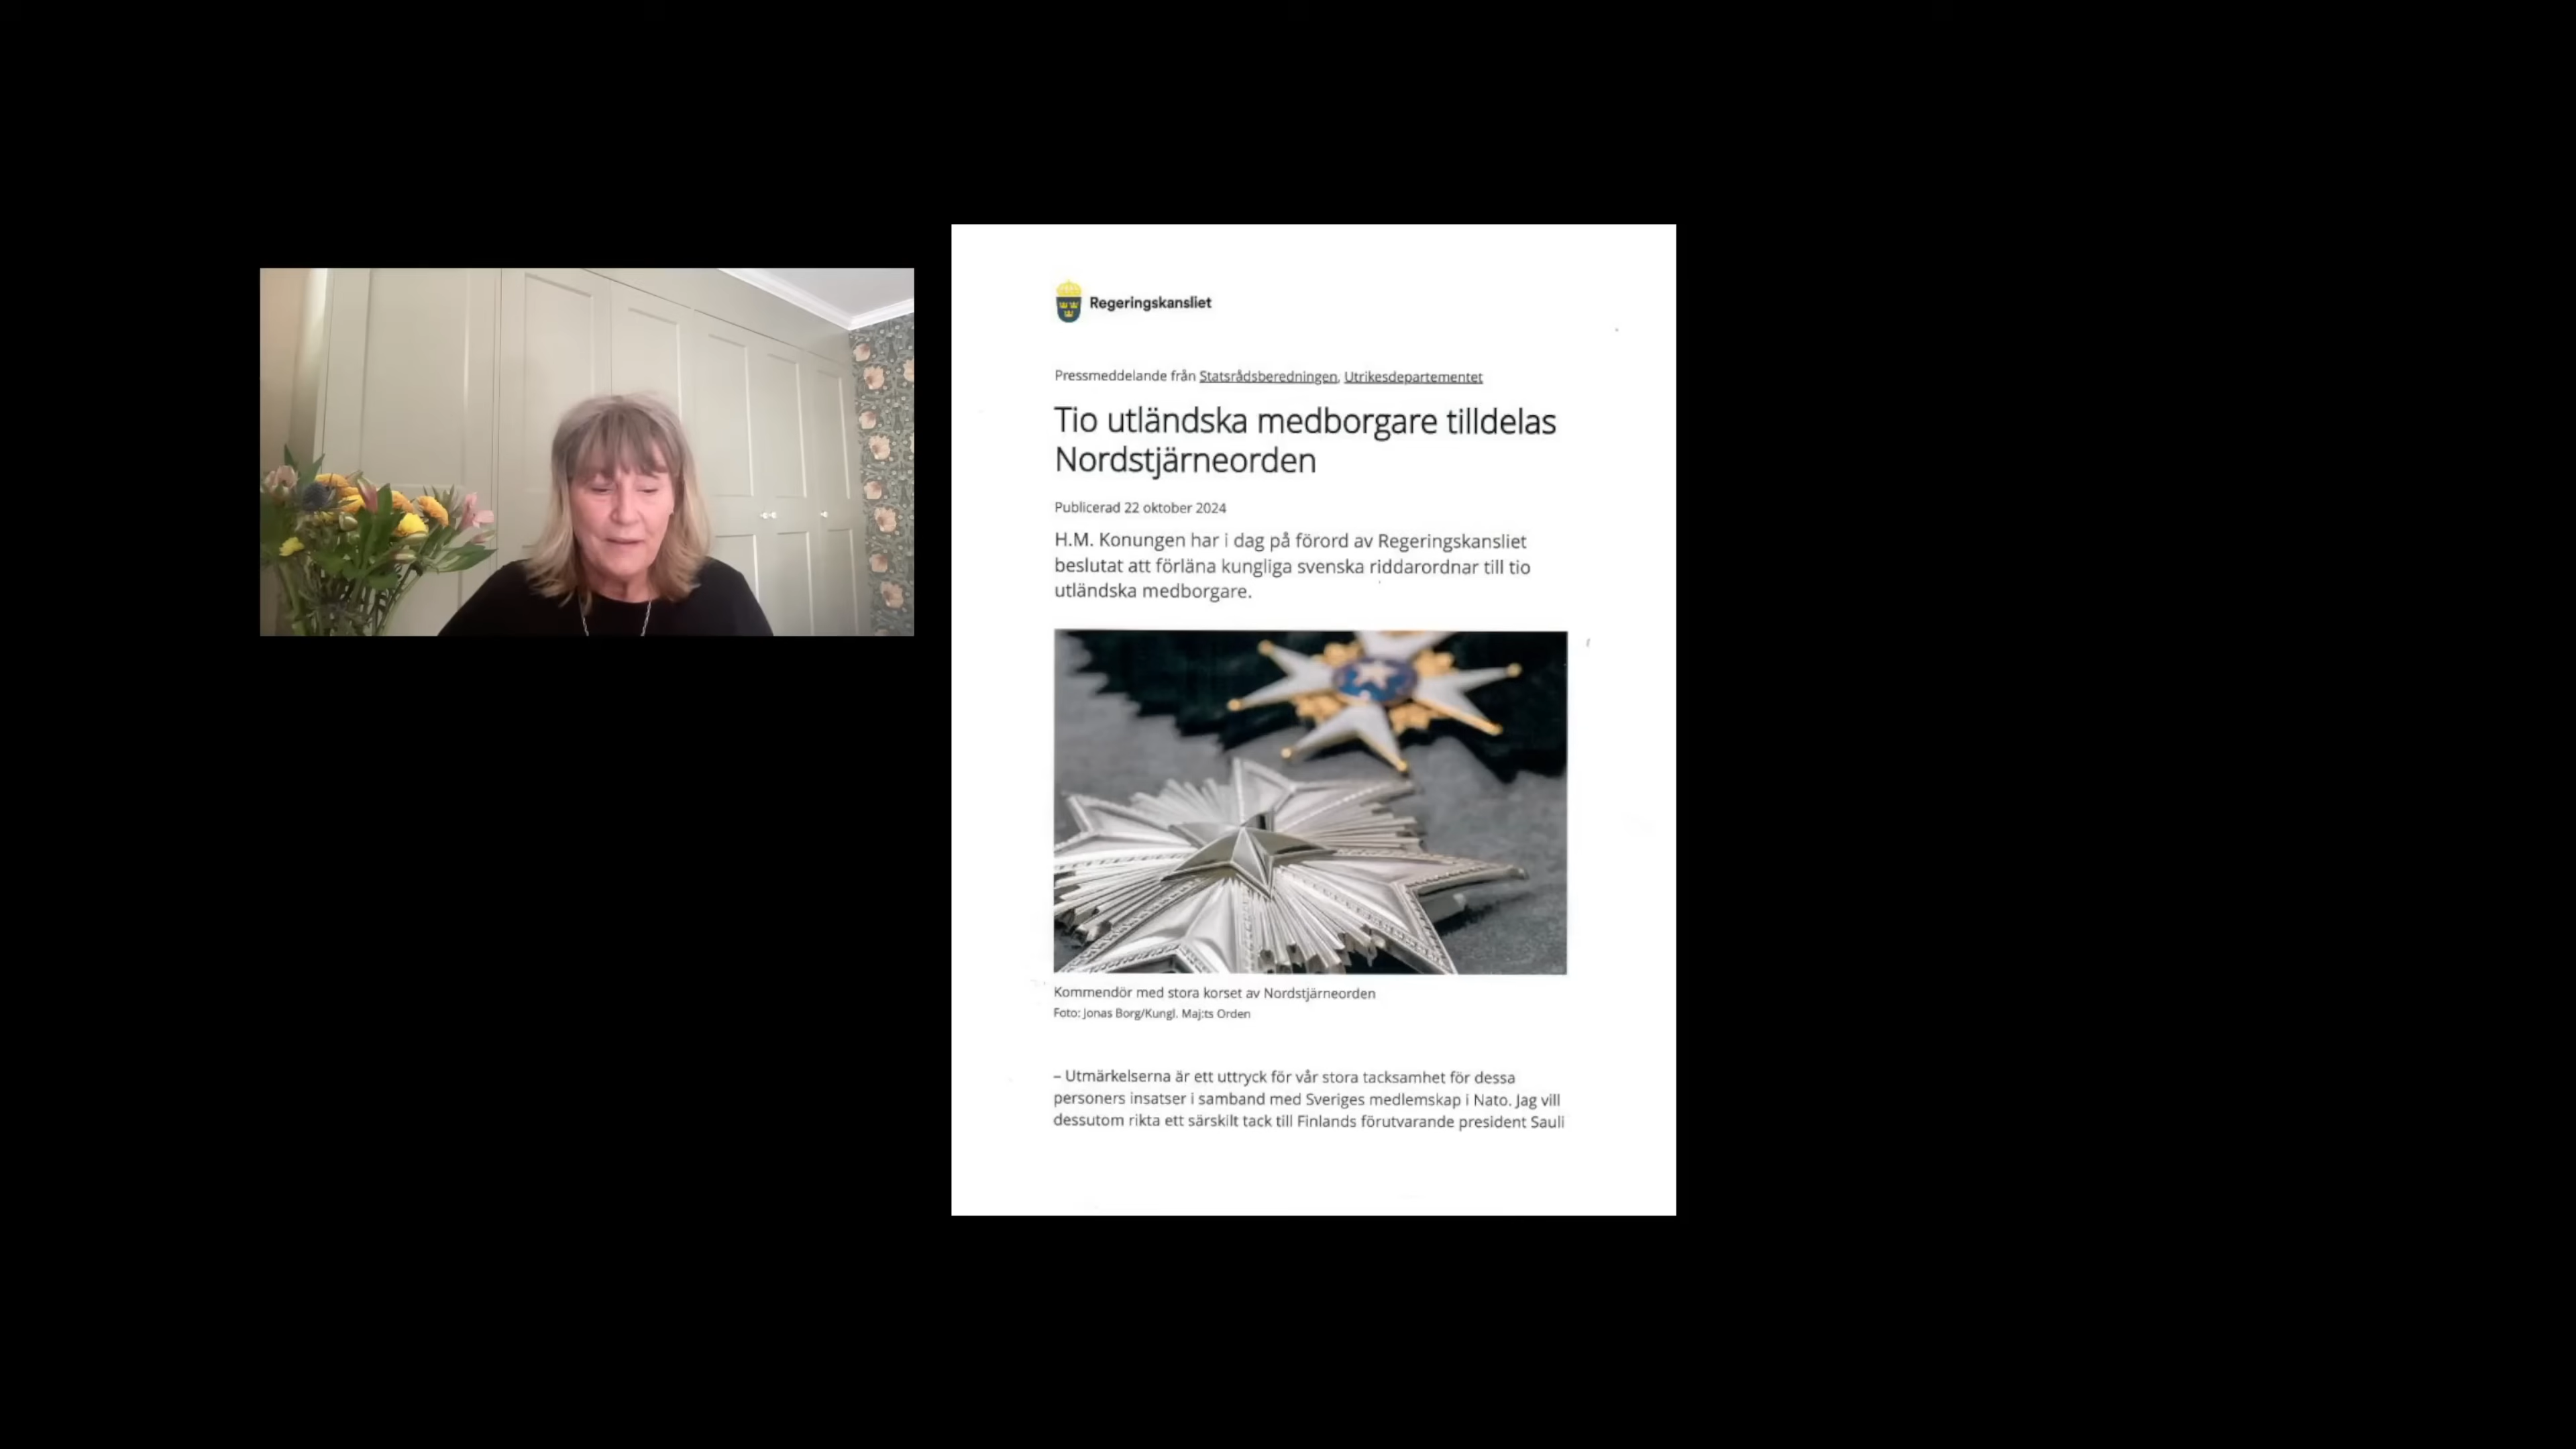 Regeringskansliet
Pressmeddelande från Statsrådsberedningen, Utrikesdepartementet
Tio utländska medborgare tilldelas
Nordstjärneorden
Publicerad 22 oktober 2024
H.M. Konungen har i dag på förord av Regeringskansliet
beslutat att förläna kungliga svenska riddarordnar till tio
utländska medborgare.
Kommendör med stora korset av Nordstjärneorden
Foto: Jonas Borg/Kungl. Maj:ts Orden
– Utmärkelserna är ett uttryck för vår stora tacksamhet för dessa
personers insatser i samband med Sveriges medlemskap i Nato. Jag vill
dessutom rikta ett särskilt tack till Finlands förutvarande president Sauli